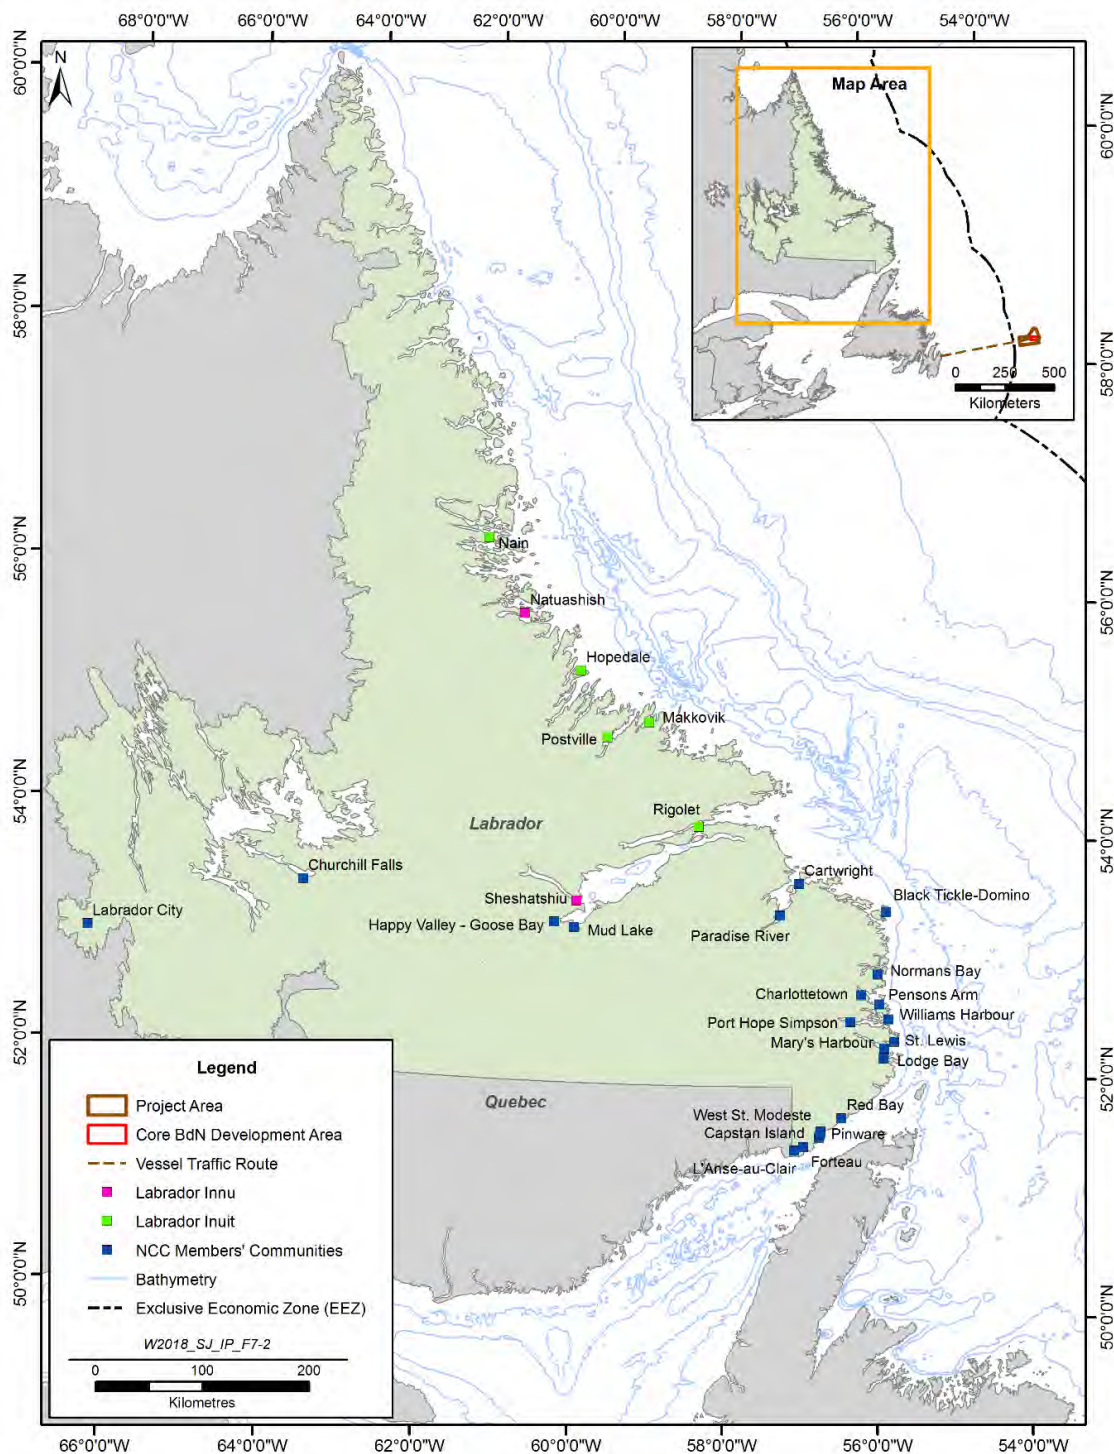 68°0'0"W 66°0'0"W 64°0'0"W 62°0'0"W 60°0'0"W 58°0'0"W 56°0'0"W 54°0'0"W
60°0'0"N
58°0'0"N
56°0'0"N
54°0'0"N
52°0'0"N
50°0'0"N
N
Map Area
0 250 500
Kilometers
60°0'0"N
58°0'0"N
56°0'0"N
54°0'0"N
52°0'0"N
50°0'0"N
Nain
Natuashish
Hopedale
Makkovik
Postville
Rigolet
Labrador
Churchill Falls
Cartwright
Labrador City
Sheshatshiu
Black Tickle-Domino
Happy Valley - Goose Bay
Mud Lake
Paradise River
Normans Bay
Charlottetown
Pensons Arm
Williams Harbour
Port Hope Simpson
Mary's Harbour
St. Lewis
Lodge Bay
Quebec
Red Bay
West St. Modeste
Capstan Island
Pinware
L'Anse-au-Clair
Forteau
Legend
Project Area
Core BdN Development Area
Vessel Traffic Route
Labrador Innu
Labrador Inuit
NCC Members' Communities
Bathymetry
Exclusive Economic Zone (EEZ)
W2018_SJ_IP_F7-2
0 100 200
Kilometres
66°0'0"W 64°0'0"W 62°0'0"W 60°0'0"W 58°0'0"W 56°0'0"W 54°0'0"W